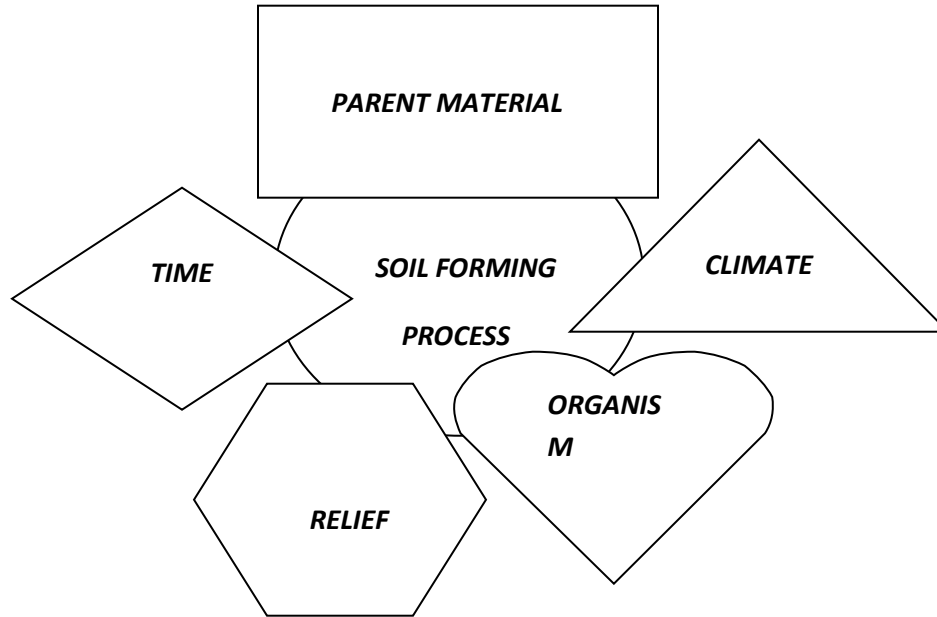 PARENT MATERIAL
TIME
SOIL FORMING
PROCESS
CLIMATE
ORGANIS
M
RELIEF